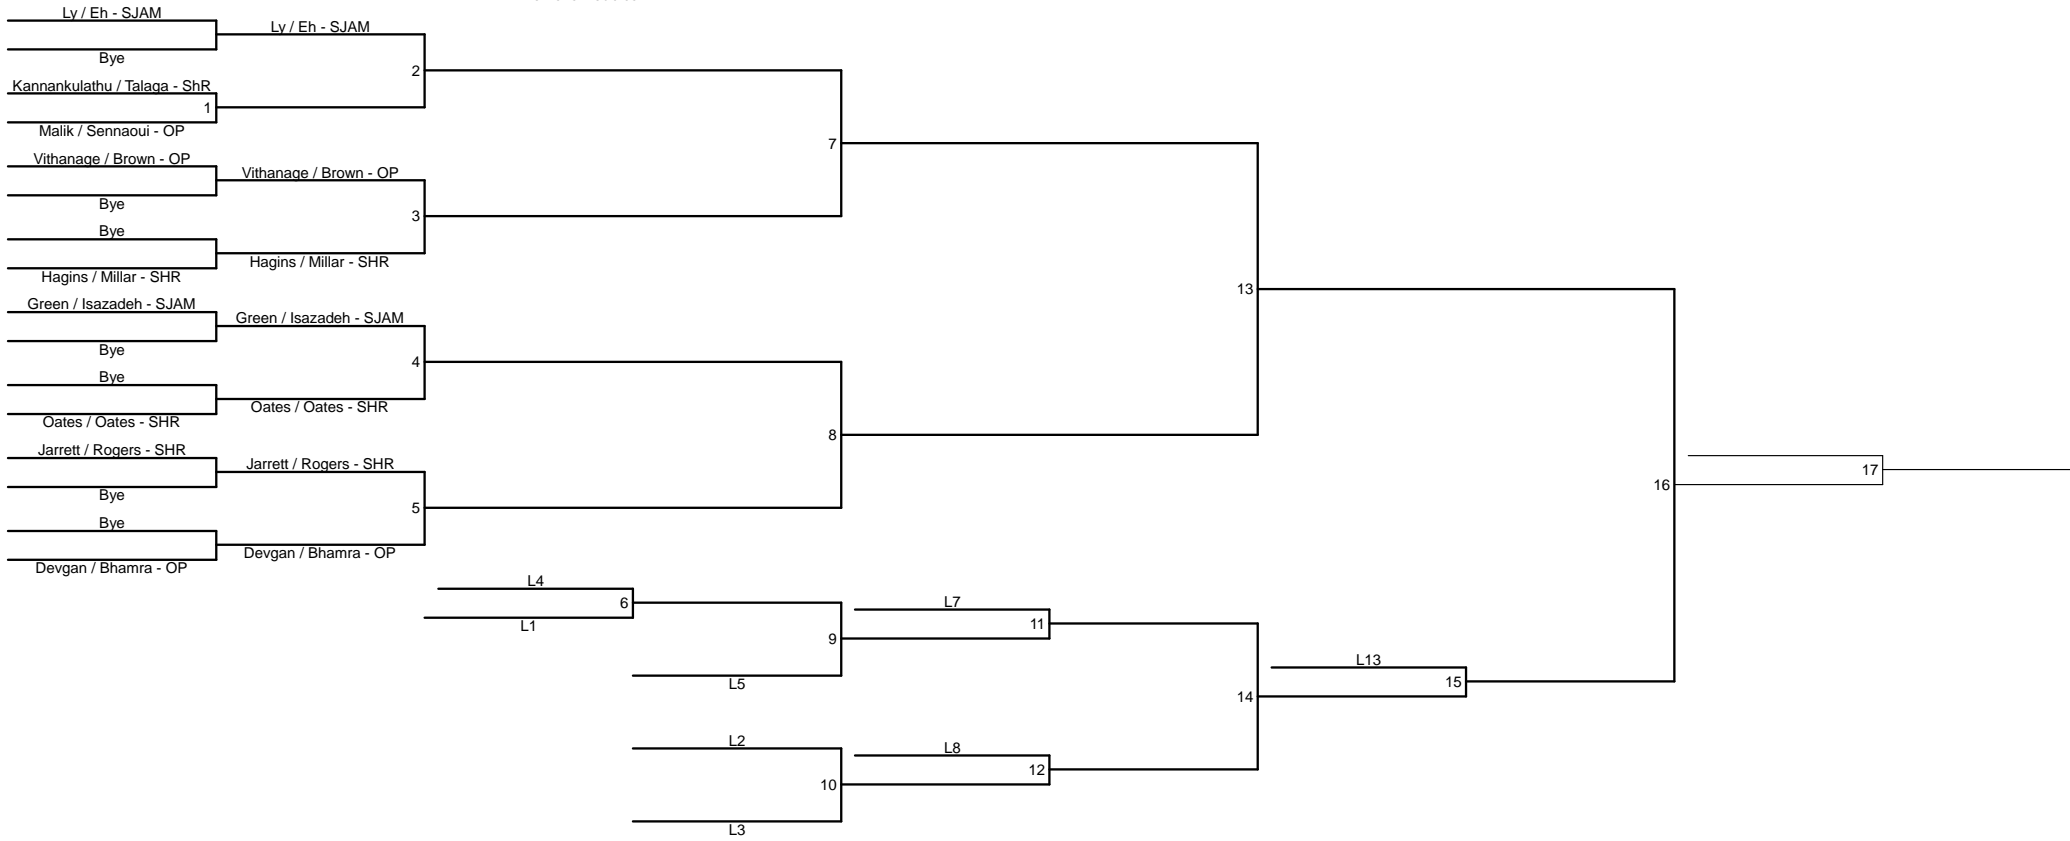 Ly / Eh - SJAM
Ly / Eh - SJAM
Bye
2
Kannankulathu / Talaga - ShR
1
Malik / Sennaoui - OP
7
Vithanage / Brown - OP
Vithanage / Brown - OP
Bye
3
Bye
Hagins / Millar - SHR
Hagins / Millar - SHR
13
Green / Isazadeh - SJAM
Green / Isazadeh - SJAM
Bye
4
Bye
Oates / Oates - SHR
Oates / Oates - SHR
8
Jarrett / Rogers - SHR
Jarrett / Rogers - SHR
17
16
Bye
5
Bye
Devgan / Bhamra - OP
Devgan / Bhamra - OP
L4
6
L7
L1
11
9
L13
L5
15
14
L2
L8
12
10
L3